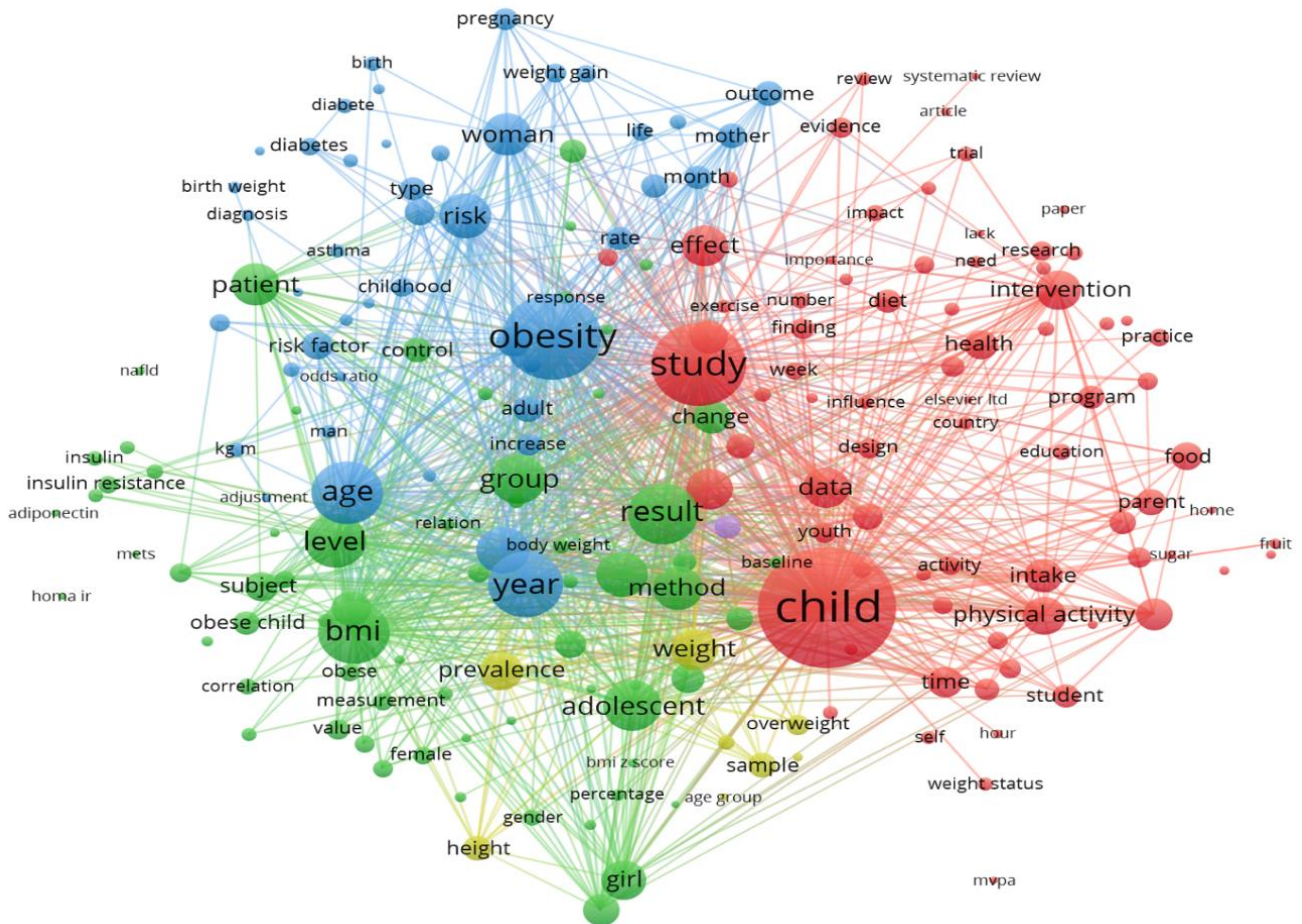 pregnancy
birth
weight gain
review
systematic review
diabete
outcome
article
woman
life
mother
evidence
diabetes
trial
birth weight
type
month
diagnosis
risk
impact
paper
asthma
rate
effect
lack
research
importance
need
patient
childhood
response
exercise
number
diet
intervention
obesity
finding
practice
risk factor
control
study
health
nafld
odds ratio
week
adult
change
influence
elsevier ltd
program
country
man
increase
design
kg m
education
insulin
food
insulin resistance
age
group
data
adjustment
result
parent
adiponectin
relation
youth
home
level
body weight
mets
baseline
activity
sugar
fruit
subject
year
method
intake
homa ir
child
physical activity
obese child
bmi
weight
obese
prevalence
time
correlation
measurement
adolescent
student
value
overweight
self
hour
female
bmi z score
sample
weight status
percentage
age group
gender
height
girl
mvpa